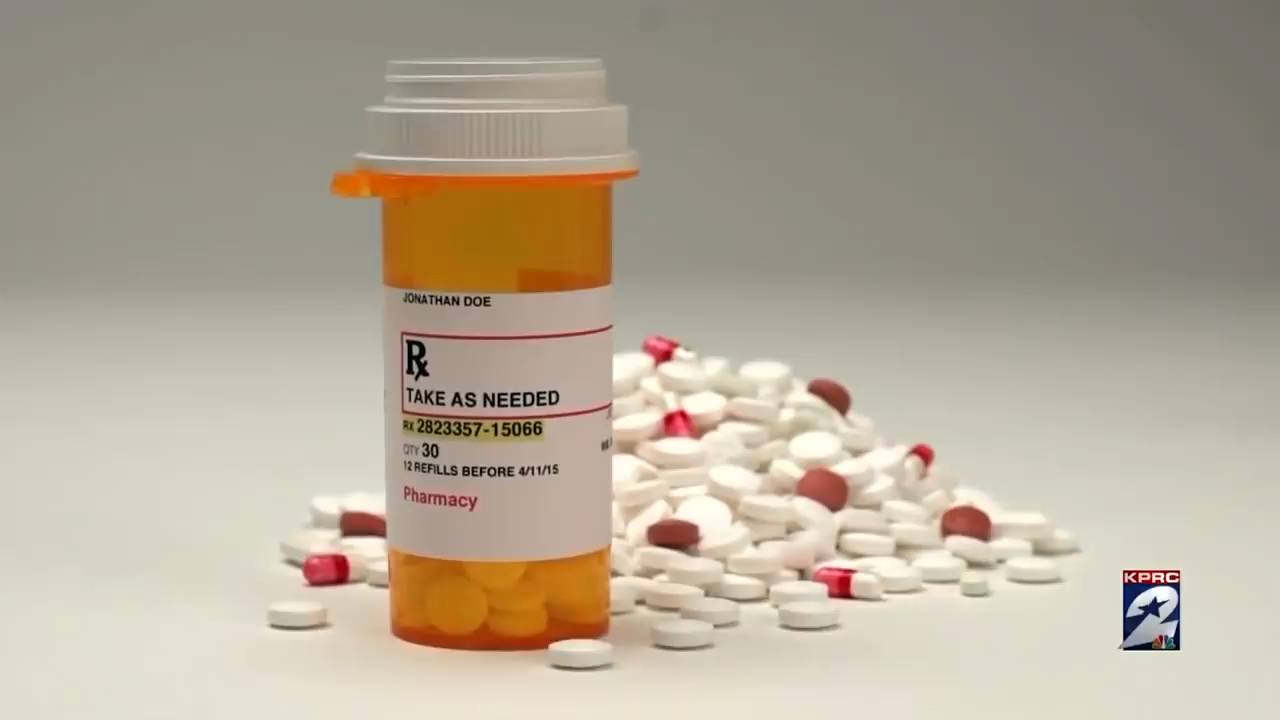 JONATHAN DOE
Rx
TAKE AS NEEDED
RX 2823357-15066
QTY 30
12 REFILLS BEFORE 4/11/15
Pharmacy
KPRC
2